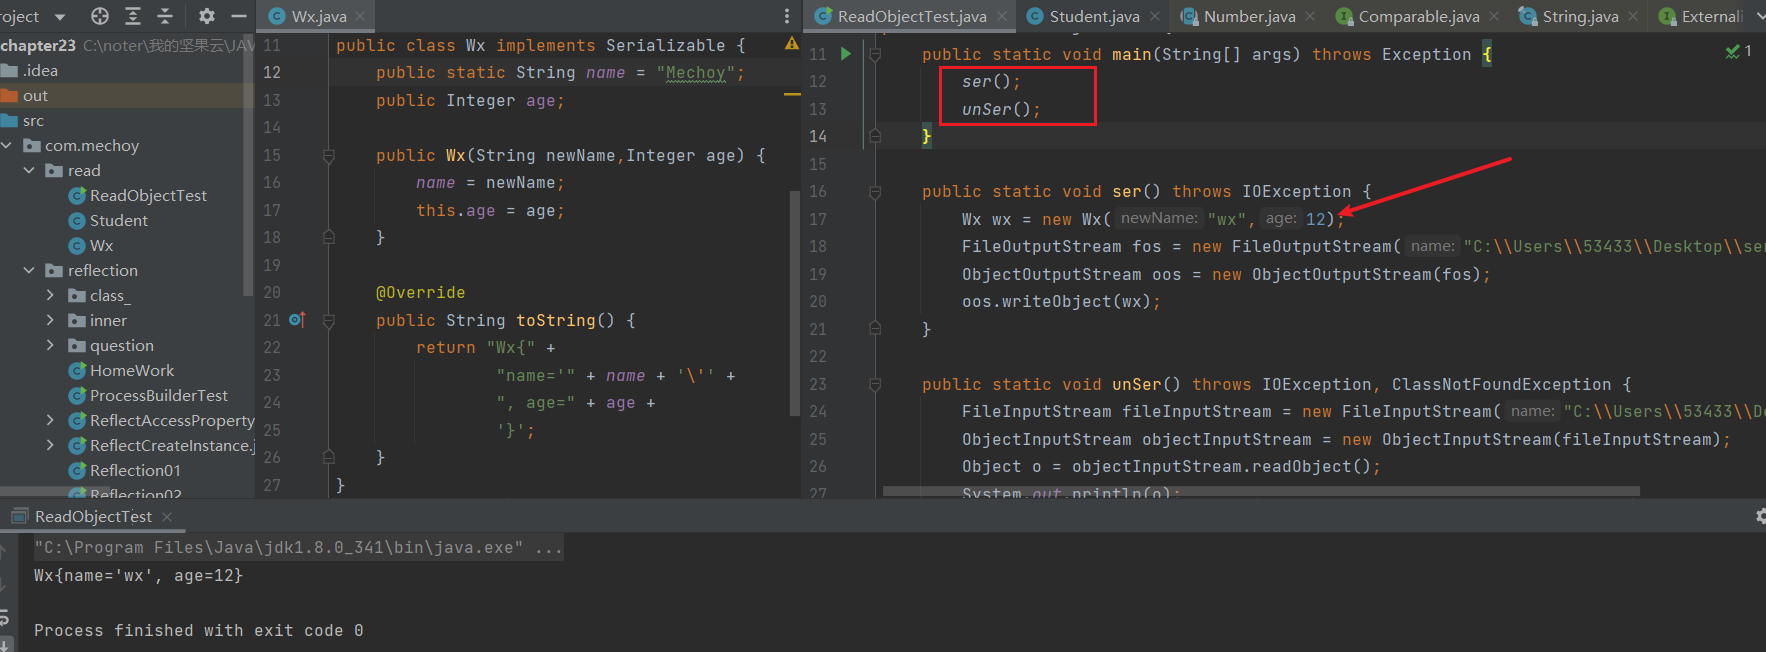 roject
chapter23 C:\noter\我的坚果云\JAV
.idea
out
src
com.mechoy
read
ReadObjectTest
Student
Wx
reflection
class_
inner
question
HomeWork
ProcessBuilderTest
ReflectAccessProperty
ReflectCreateInstance.j
Reflection01
Reflection02
Wx.java
11 public class Wx implements Serializable {
12 public static String name = "Mechoy";
13 public Integer age;
14
15 public Wx(String newName,Integer age) {
16 name = newName;
17 this.age = age;
18 }
19
20 @Override
21 public String toString() {
22 return "Wx{" +
23 "name='" + name + '\'' +
24 ", age=" + age +
25 '}';
26 }
27 }
ReadObjectTest.java Student.java Number.java Comparable.java String.java Externali
11 public static void main(String[] args) throws Exception {
1
12 ser();
13 unSer();
14 }
15
16 public static void ser() throws IOException {
17 Wx wx = new Wx( newName: "wx", age: 12);
18 FileOutputStream fos = new FileOutputStream( name: "C:\\Users\\53433\\Desktop\\ser
19 ObjectOutputStream oos = new ObjectOutputStream(fos);
20 oos.writeObject(wx);
21 }
22
23 public static void unSer() throws IOException, ClassNotFoundException {
24 FileInputStream fileInputStream = new FileInputStream( name: "C:\\Users\\53433\\De
25 ObjectInputStream objectInputStream = new ObjectInputStream(fileInputStream);
26 Object o = objectInputStream.readObject();
27 System.out.println(o);
ReadObjectTest
"C:\Program Files\Java\jdk1.8.0_341\bin\java.exe" ...
Wx{name='wx', age=12}
Process finished with exit code 0